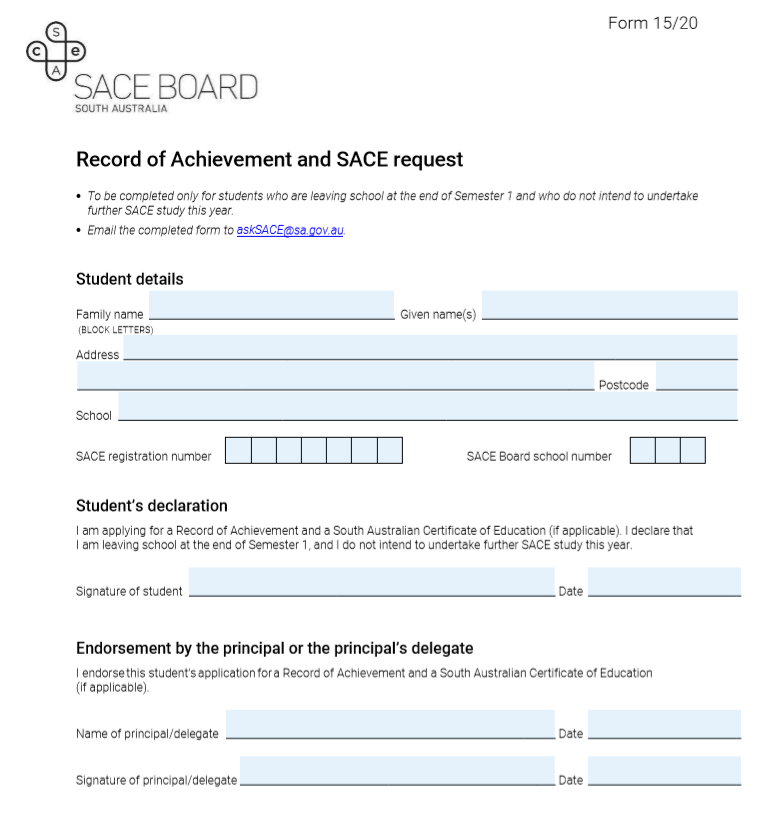 Form 15/20
S
C e
A
SACE BOARD
SOUTH AUSTRALIA
Record of Achievement and SACE request
• To be completed only for students who are leaving school at the end of Semester 1 and who do not intend to undertake
further SACE study this year.
• Email the completed form to askSACE@sa.gov.au.
Student details
Family name Given name(s)
(BLOCK LETTERS)
Address
Postcode
School
SACE registration number SACE Board school number
Student’s declaration
I am applying for a Record of Achievement and a South Australian Certificate of Education (if applicable). I declare that
I am leaving school at the end of Semester 1, and I do not intend to undertake further SACE study this year.
Signature of student Date
Endorsement by the principal or the principal’s delegate
I endorse this student's application for a Record of Achievement and a South Australian Certificate of Education
(if applicable).
Name of principal/delegate Date
Signature of principal/delegate Date